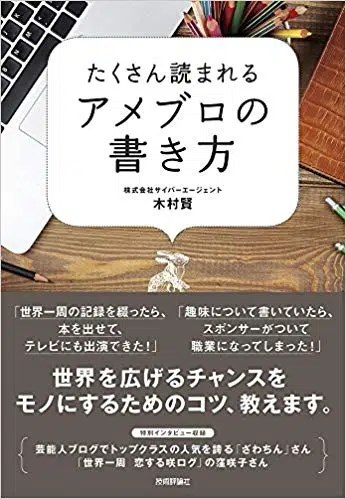 たくさん読まれる
アメブロの
書き方
株式会社サイバーエージェント
木村賢
「世界一周の記録を綴ったら、
本を出せて、
テレビにも出演できた!」
「趣味について書いていたら、
スポンサーがついて
職業になってしまった!」
世界を広げるチャンスを
モノにするためのコツ、教えます。
特別インタビュー収録
芸能人ブログでトップクラスの人気を誇る「ざわちん」さん
「世界一周 恋する咲ログ」の窪咲子さん
技術評論社